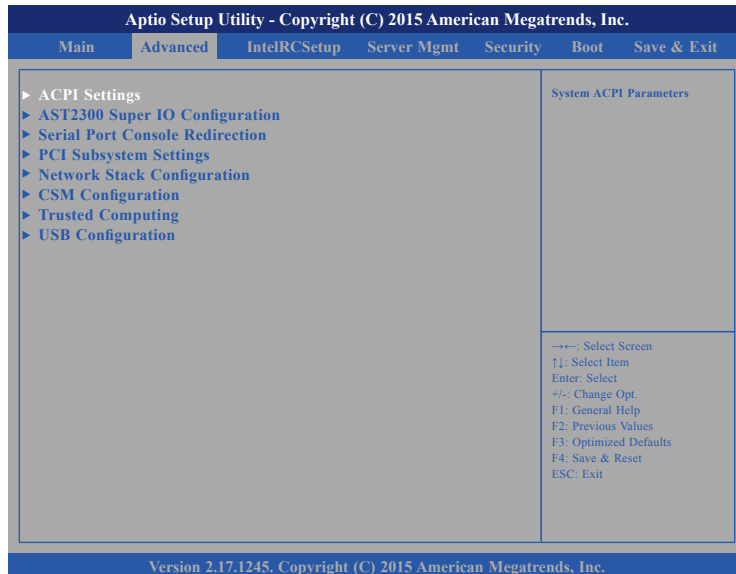 Aptio Setup Utility - Copyright (C) 2015 American Megatrends, Inc.
Main Advanced IntelRCSetup Server Mgmt Security Boot Save & Exit
▶ ACPI Settings
▶ AST2300 Super IO Configuration
▶ Serial Port Console Redirection
▶ PCI Subsystem Settings
▶ Network Stack Configuration
▶ CSM Configuration
▶ Trusted Computing
▶ USB Configuration
System ACPI Parameters
→←: Select Screen
↑↓: Select Item
Enter: Select
+/-: Change Opt.
F1: General Help
F2: Previous Values
F3: Optimized Defaults
F4: Save & Reset
ESC: Exit
Version 2.17.1245. Copyright (C) 2015 American Megatrends, Inc.